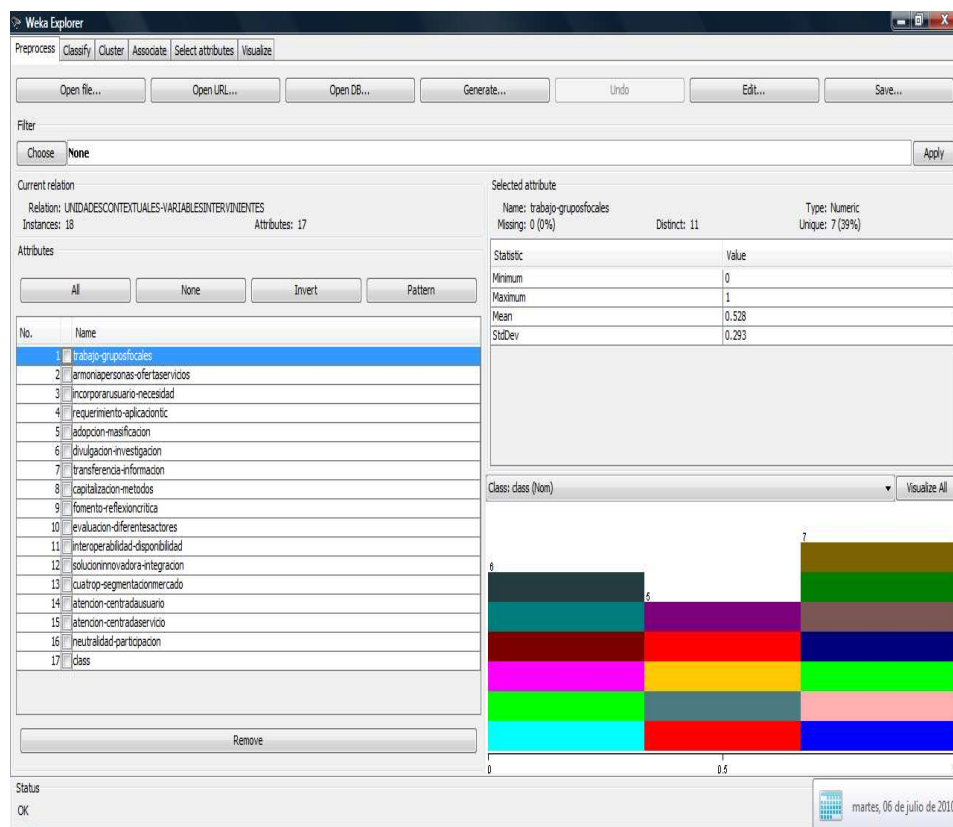 Weka Explorer
Preprocess Classify Cluster Associate Select attributes Visualize
Open file... Open URL... Open DB... Generate... Undo Edit... Save...
Filter
Choose None Apply
Current relation
Relation: UNIDADESCONTEXTUALES-VARIABLESINTERVINIENTES
Instances: 18 Attributes: 17
Attributes
All None Invert Pattern
No. Name
1 trabajo-gruposfocales
2 armoniapersonas-ofertaservicios
3 incorporarusuario-necesidad
4 requerimiento-aplicaciontic
5 adopcion-masificacion
6 divulgacion-investigacion
7 transferencia-informacion
8 capitalizacion-metodos
9 fomento-reflexioncritica
10 evaluacion-diferentesactores
11 interoperabilidad-disponibilidad
12 solucioninnovadora-integracion
13 cuatrop-segmentacionmercado
14 atencion-centradausuario
15 atencion-centradaservicio
16 neutralidad-participacion
17 class
Remove
Selected attribute
Name: trabajo-gruposfocales Type: Numeric
Missing: 0 (0%) Distinct: 11 Unique: 7 (39%)
Statistic Value
Minimum 0
Maximum 1
Mean 0.528
StdDev 0.293
Class: class (Nom) Visualize All
7
6
5
0 0.5
Status
OK
martes, 06 de julio de 2010